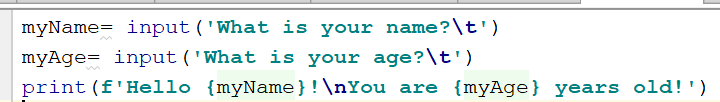 myName= input('What is your name?\t')
myAge= input('What is your age?\t')
print(f'Hello {myName}!\nYou are {myAge} years old!')